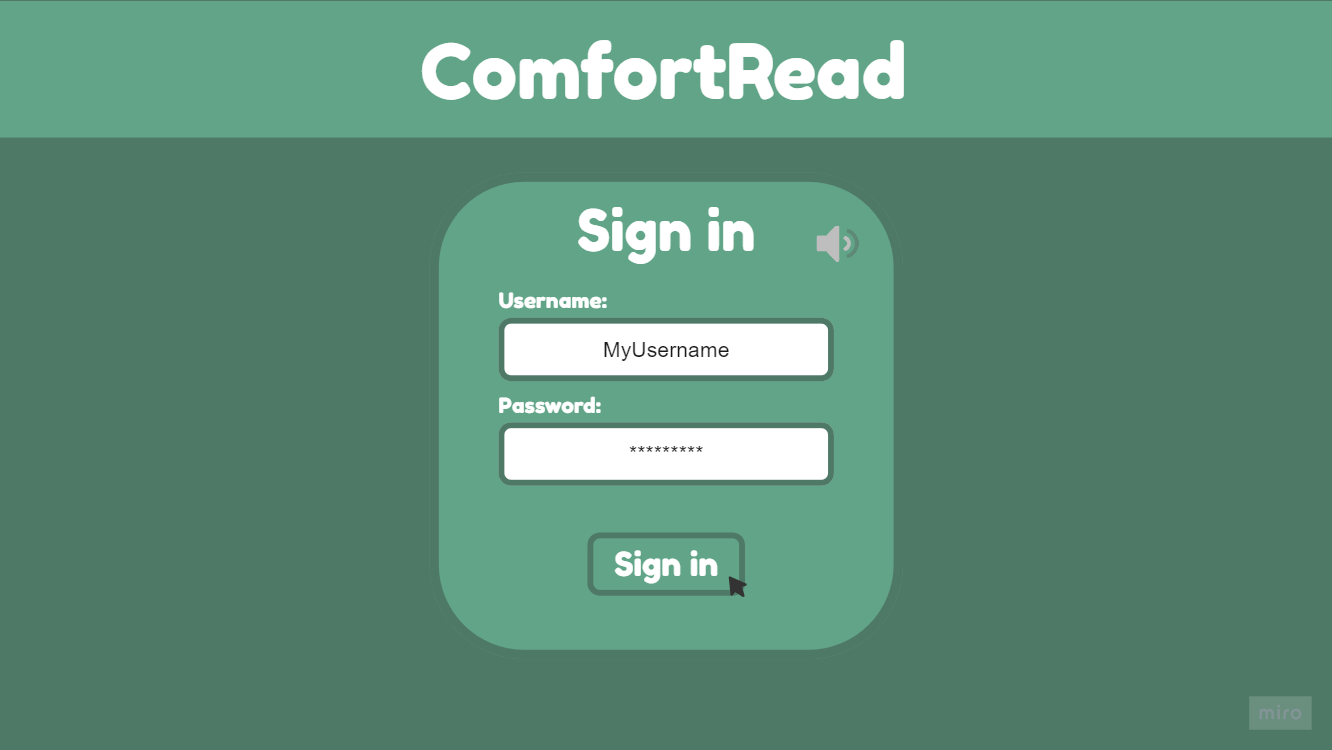 ComfortRead
Sign in
Username:
MyUsername
Password:
*********
Sign in
miro